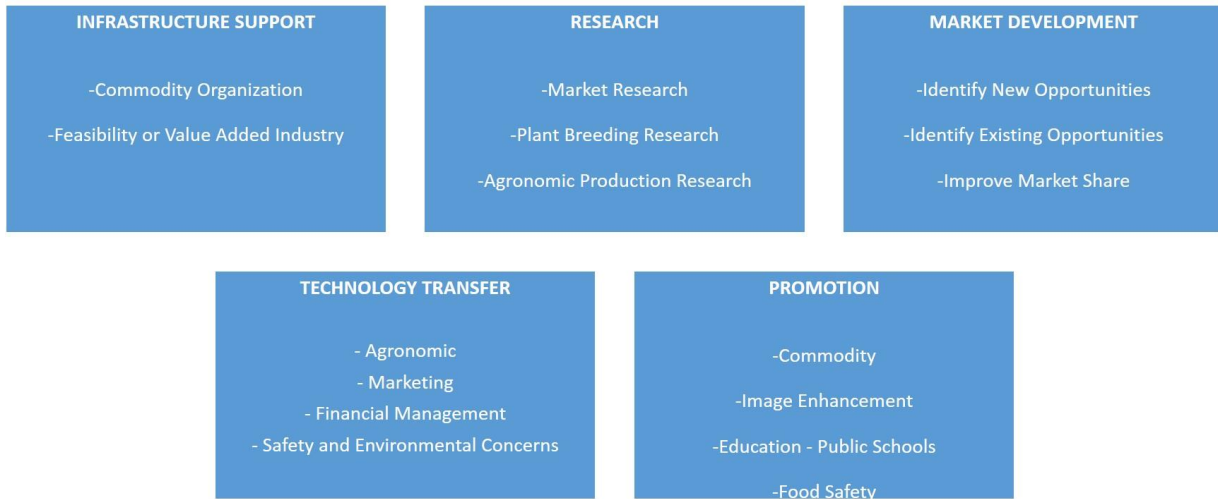 INFRASTRUCTURE SUPPORT
-Commodity Organization
-Feasibility or Value Added Industry
RESEARCH
-Market Research
-Plant Breeding Research
-Agronomic Production Research
MARKET DEVELOPMENT
-Identify New Opportunities
-Identify Existing Opportunities
-Improve Market Share
TECHNOLOGY TRANSFER
- Agronomic
- Marketing
- Financial Management
- Safety and Environmental Concerns
PROMOTION
-Commodity
-Image Enhancement
-Education - Public Schools
-Food Safety